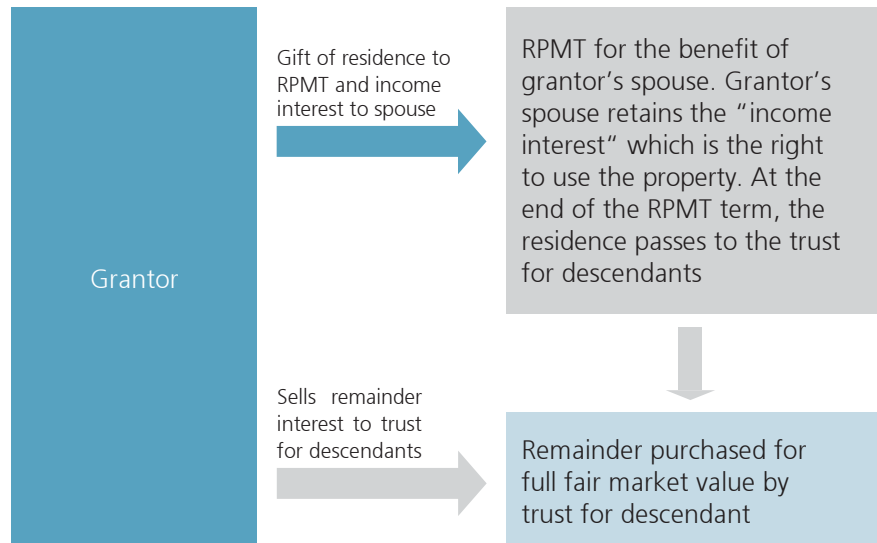 Grantor
Gift of residence to
RPMT and income
interest to spouse
RPMT for the benefit of
grantor’s spouse. Grantor’s
spouse retains the “income
interest“ which is the right
to use the property. At the
end of the RPMT term, the
residence passes to the trust
for descendants
Sells remainder
interest to trust
for descendants
Remainder purchased for
full fair market value by
trust for descendant